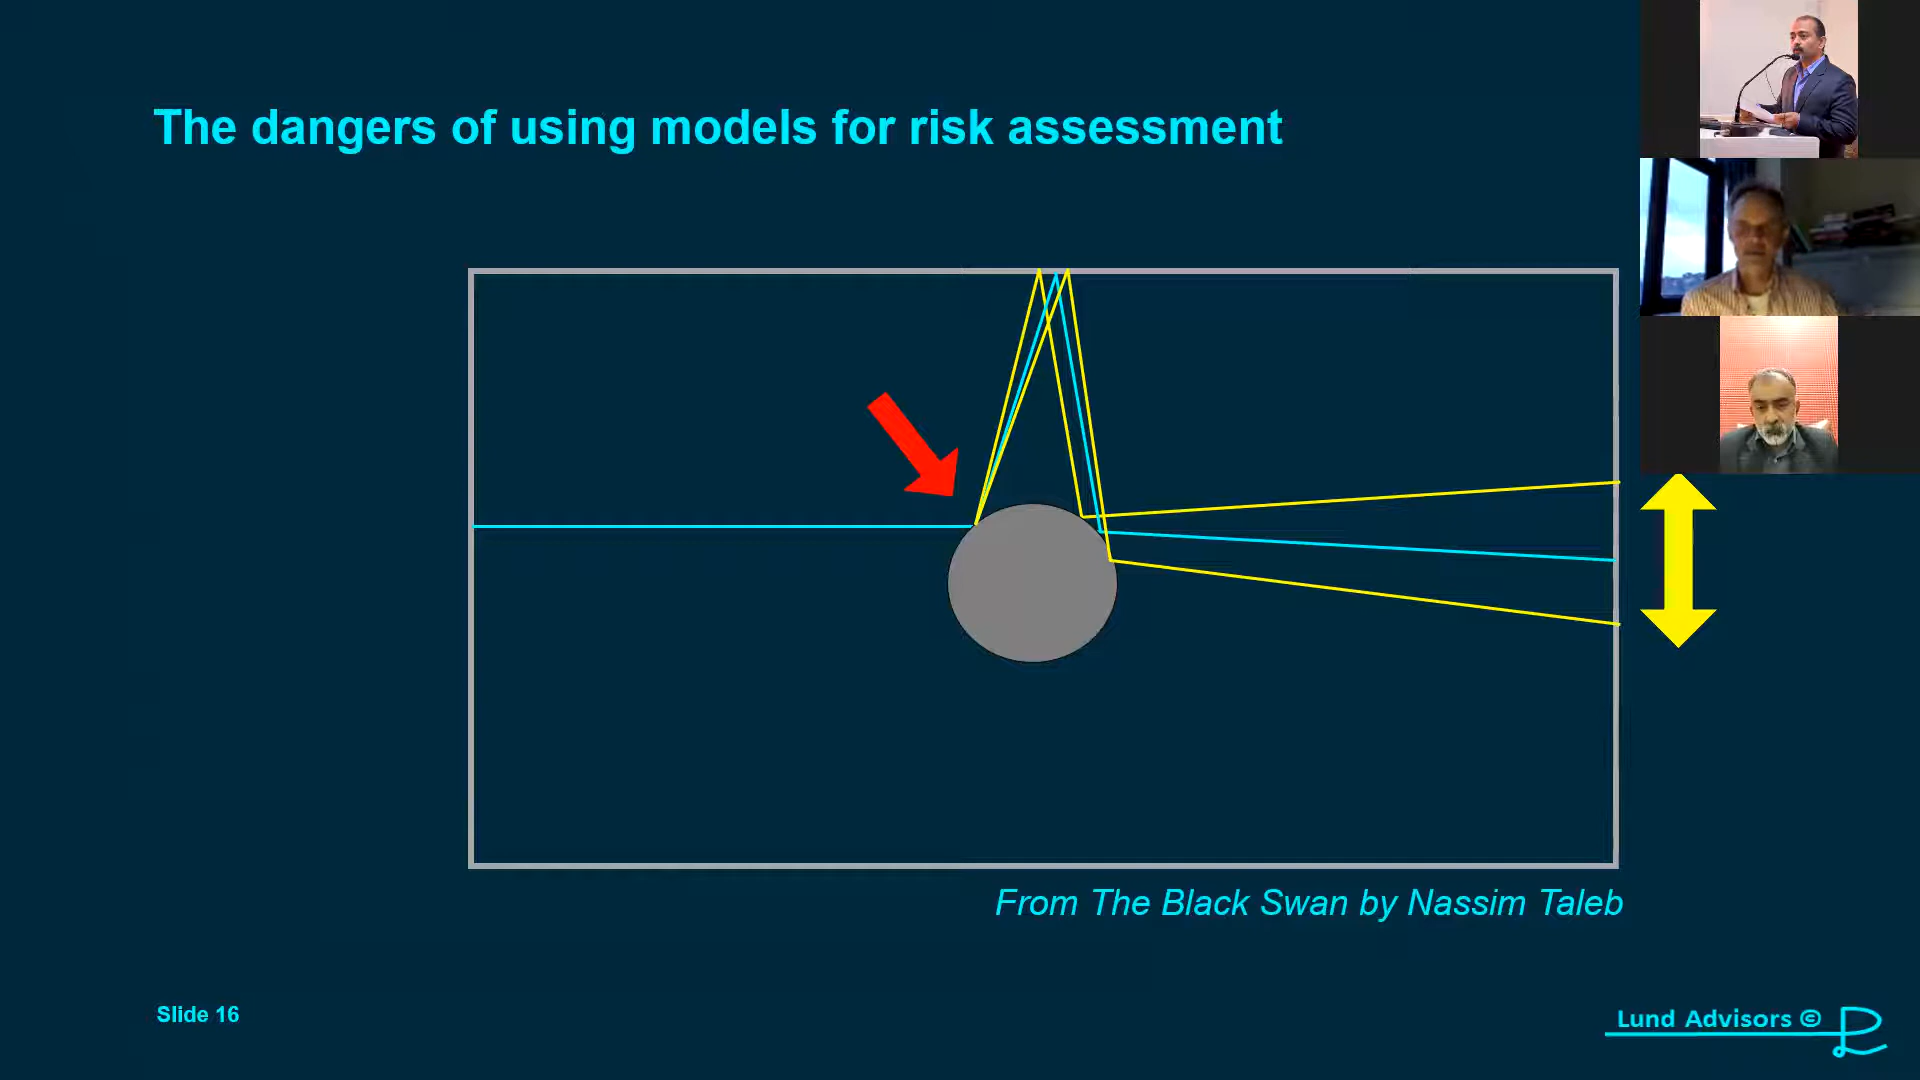 The dangers of using models for risk assessment
From The Black Swan by Nassim Taleb
Slide 16
Lund Advisors ©